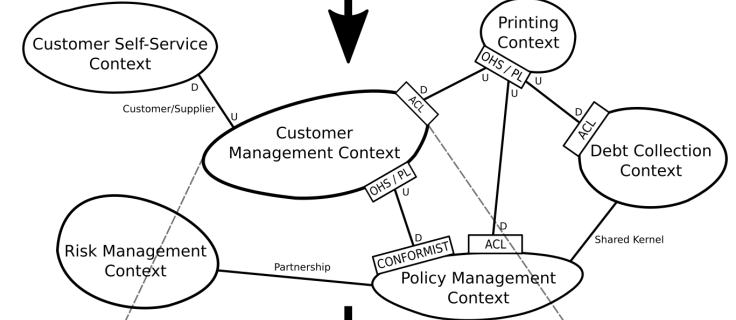 Customer Self-Service
Context
D
Customer/Supplier
U
Printing
Context
OHS / PL
U
U
U
D
ACL
D
ACL
Customer
Management Context
OHS / PL
U
D
CONFORMIST
D
ACL
Debt Collection
Context
Shared Kernel
Risk Management
Context
Partnership
Policy Management
Context